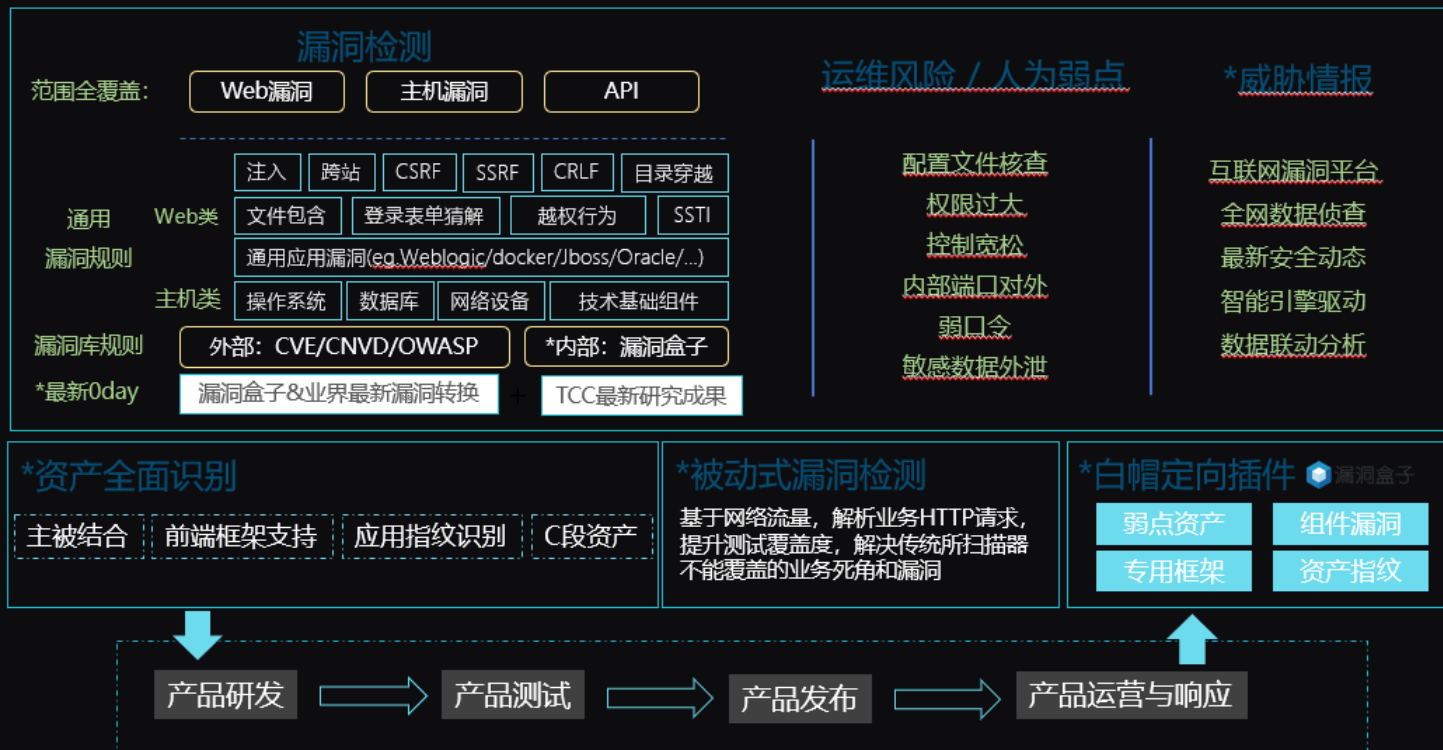 漏洞检测
范围全覆盖: Web漏洞 主机漏洞 API
注入 跨站 CSRF SSRF CRLF 目录穿越
通用 Web类 文件包含 登录表单猜解 越权行为 SSTI
漏洞规则 通用应用漏洞(eg.Weblogic/docker/Jboss/Oracle/...)
主机类 操作系统 数据库 网络设备 技术基础组件
漏洞库规则 外部: CVE/CNVD/OWASP *内部: 漏洞盒子
*最新0day 漏洞盒子&业界最新漏洞转换 + TCC最新研究成果
运维风险 / 人为弱点
配置文件核查
权限过大
控制宽松
内部端口对外
弱口令
敏感数据外泄
*威胁情报
互联网漏洞平台
全网数据侦查
最新安全动态
智能引擎驱动
数据联动分析
*资产全面识别
主被结合 前端框架支持 应用指纹识别 C段资产
*被动式漏洞检测
基于网络流量，解析业务HTTP请求，
提升测试覆盖度，解决传统所扫描器
不能覆盖的业务死角和漏洞
*白帽定向插件 漏洞盒子
弱点资产 组件漏洞
专用框架 资产指纹
产品研发 产品测试 产品发布 产品运营与响应